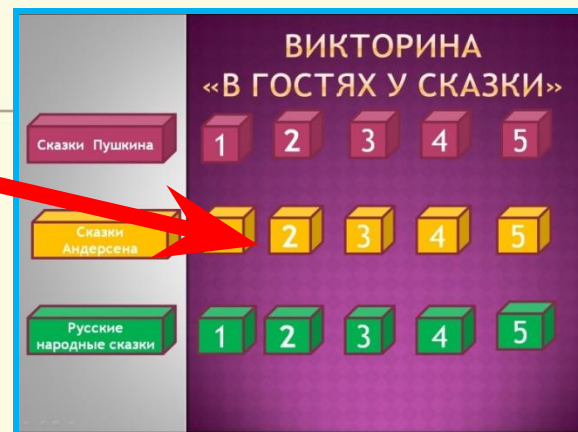 ВИКТОРИНА
«В ГОСТЯХ У СКАЗКИ»
Сказки Пушкина
1 2 3 4 5
Сказки
Андерсена
2 3 4 5
Русские
народные сказки
1 2 3 4 5